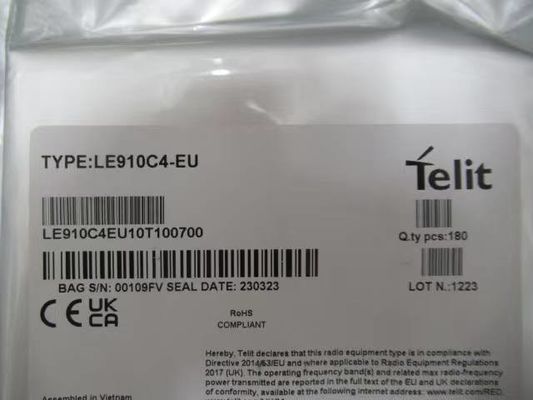 TYPE:LE910C4-EU
Telit
LE910C4EU10T100700
Q.ty pcs:180
BAG S/N: 00109FV SEAL DATE: 230323
LOT N.:1223
CE UK
CA
RoHS
COMPLIANT
Hereby, Telit declares that this radio equipment type is in compliance with
Directive 2014/53/EU and where applicable to Radio Equipment Regulations
2017 (UK). The operating frequency band(s) and related max radio-frequency
power transmitted are reported in the full text of the EU and UK declarations
of conformity, available at the following internet address: www.telit.com/RED,
Assembled in Vietnam